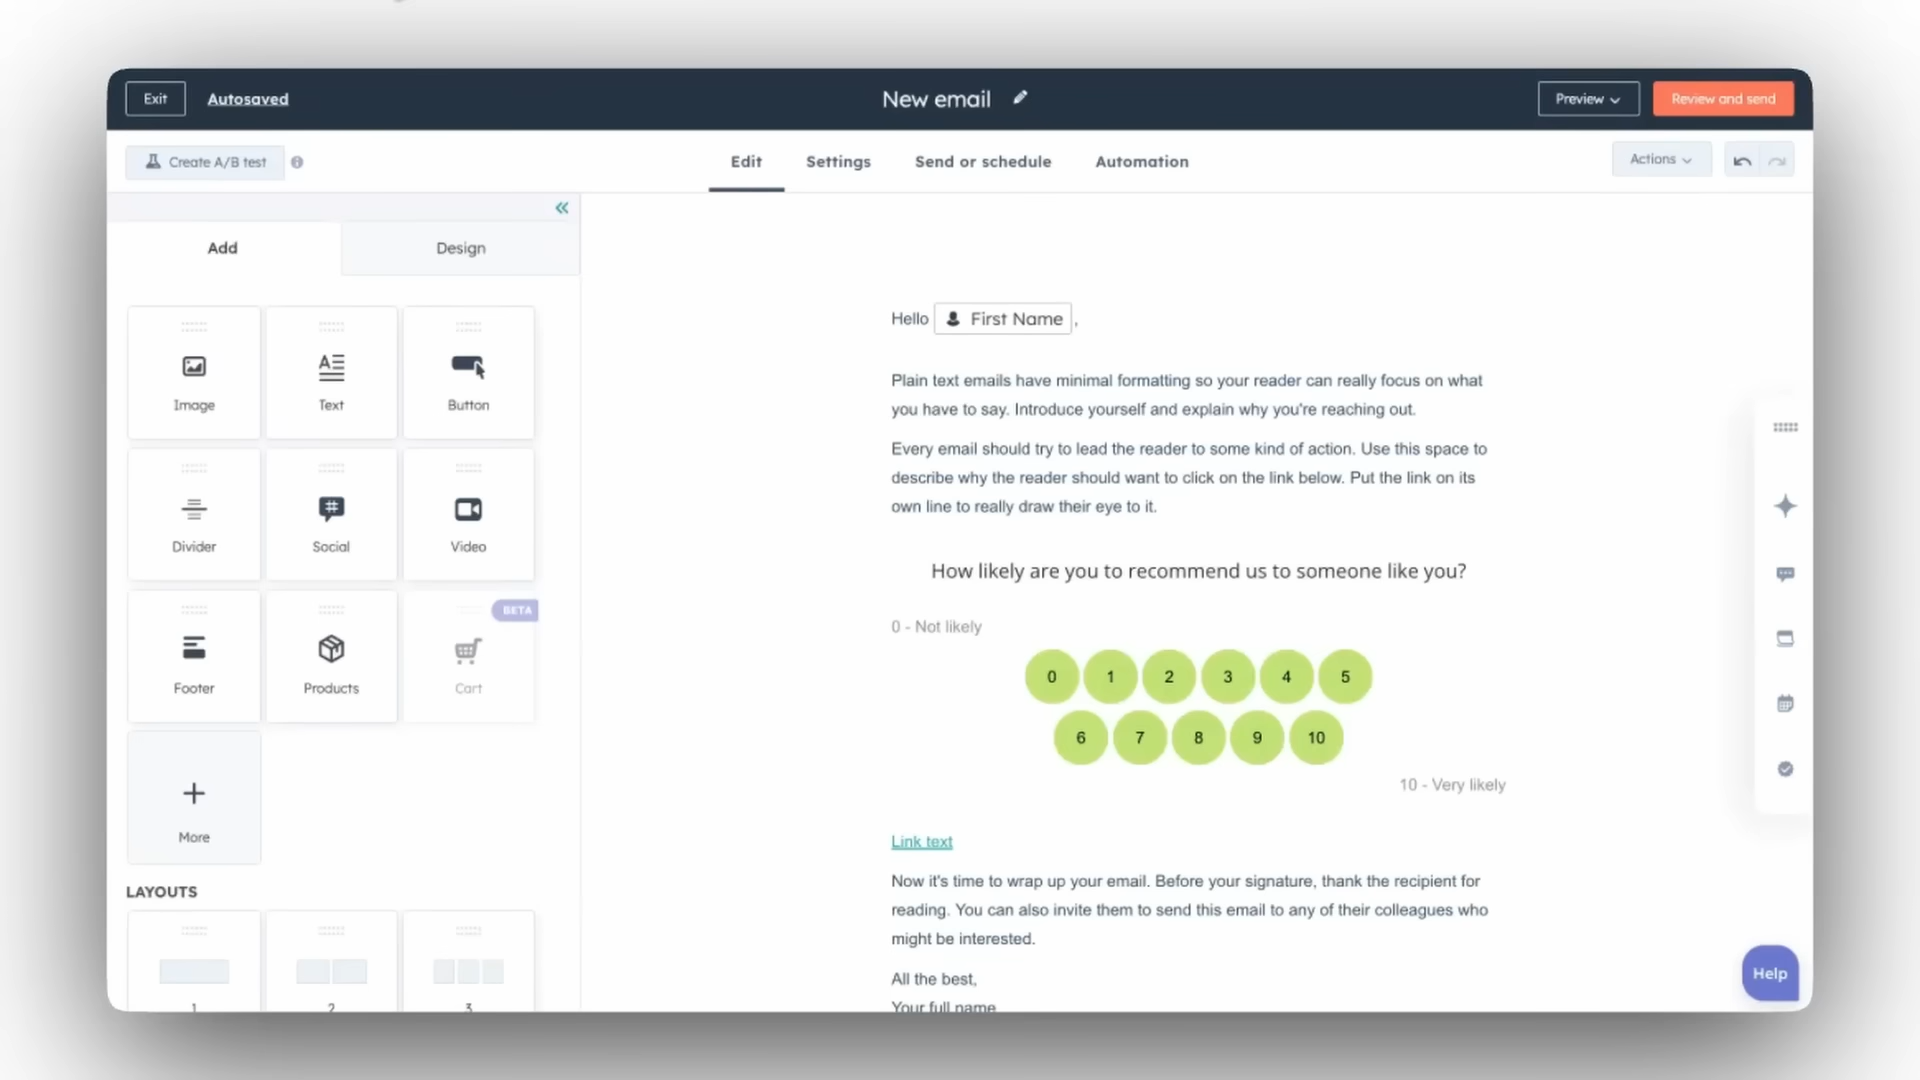 Exit
Autosaved
New email
Preview
Review and send
Create A/B test
Edit
Settings
Send or schedule
Automation
Actions
Add
Design
Image
Text
Button
Divider
Social
Video
Footer
Products
BETA
Cart
More
LAYOUTS
1
2
3
Hello First Name ,
Plain text emails have minimal formatting so your reader can really focus on what
you have to say. Introduce yourself and explain why you're reaching out.
Every email should try to lead the reader to some kind of action. Use this space to
describe why the reader should want to click on the link below. Put the link on its
own line to really draw their eye to it.
How likely are you to recommend us to someone like you?
0 - Not likely
0 1 2 3 4 5
6 7 8 9 10
10 - Very likely
Link text
Now it's time to wrap up your email. Before your signature, thank the recipient for
reading. You can also invite them to send this email to any of their colleagues who
might be interested.
All the best,
Your full name
Help